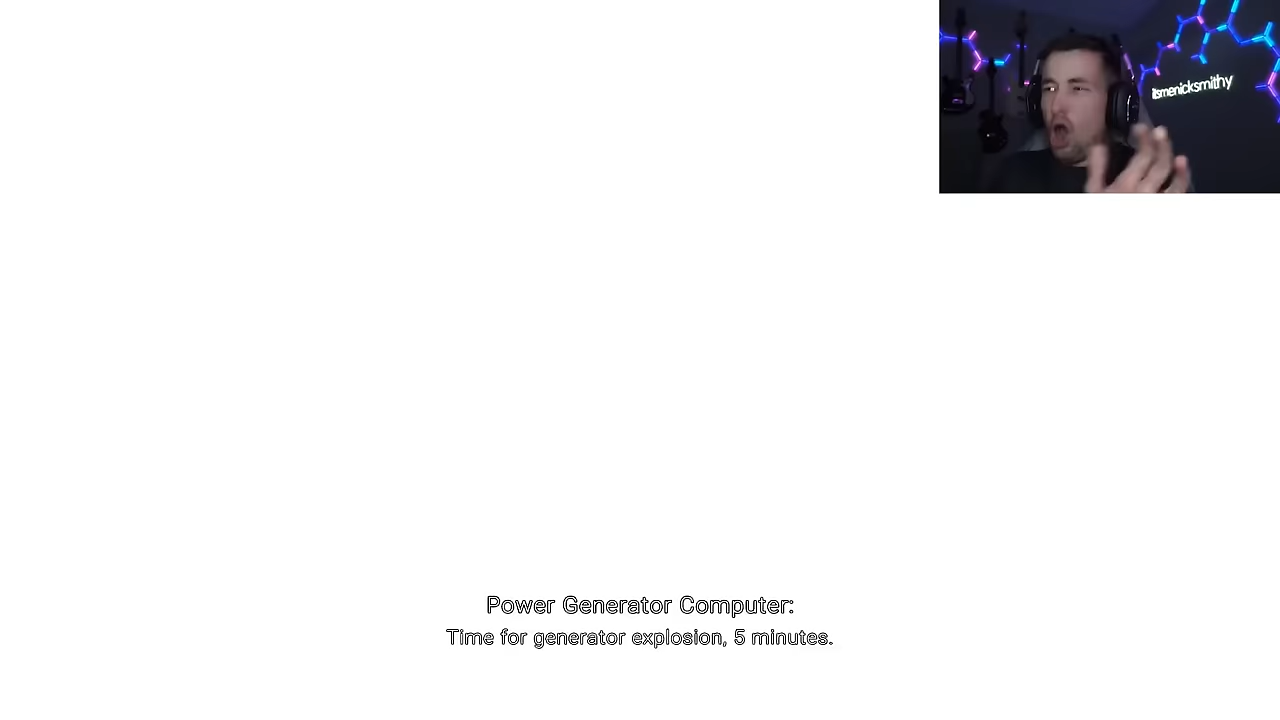 itsmenicksmithy
Power Generator Computer:
Time for generator explosion, 5 minutes.